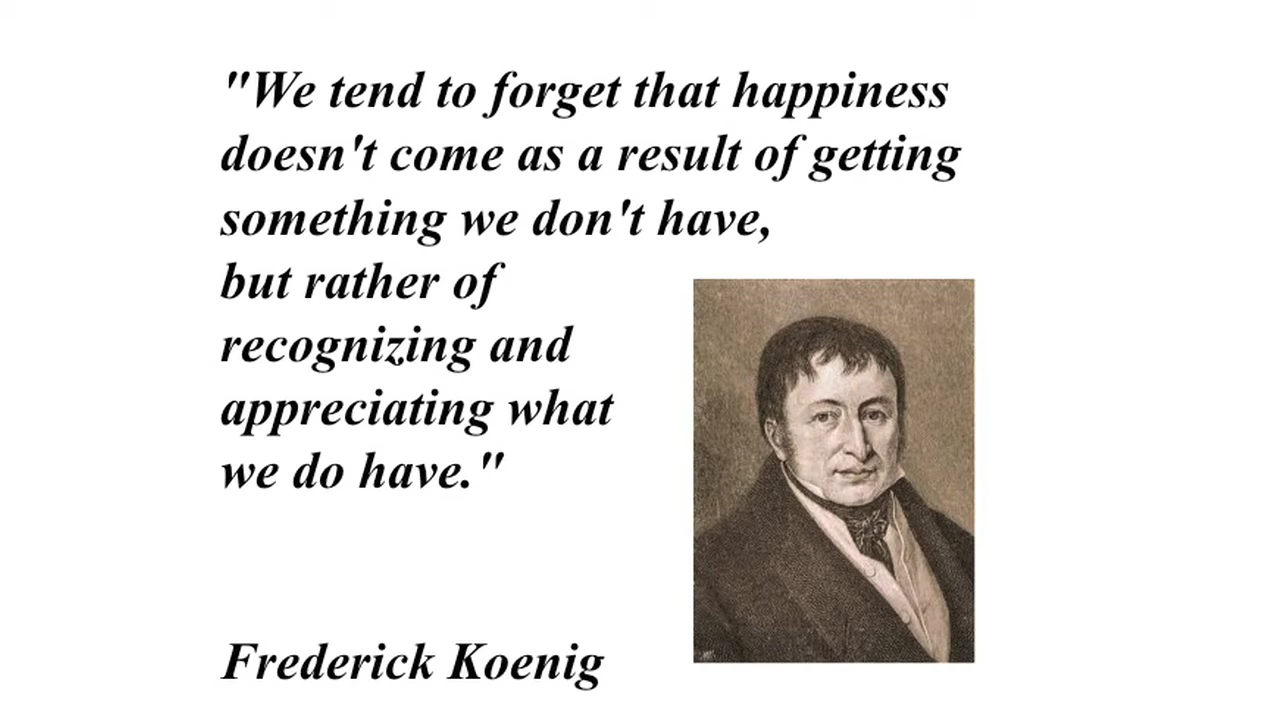 "We tend to forget that happiness
doesn't come as a result of getting
something we don't have,
but rather of
recognizing and
appreciating what
we do have."
Frederick Koenig